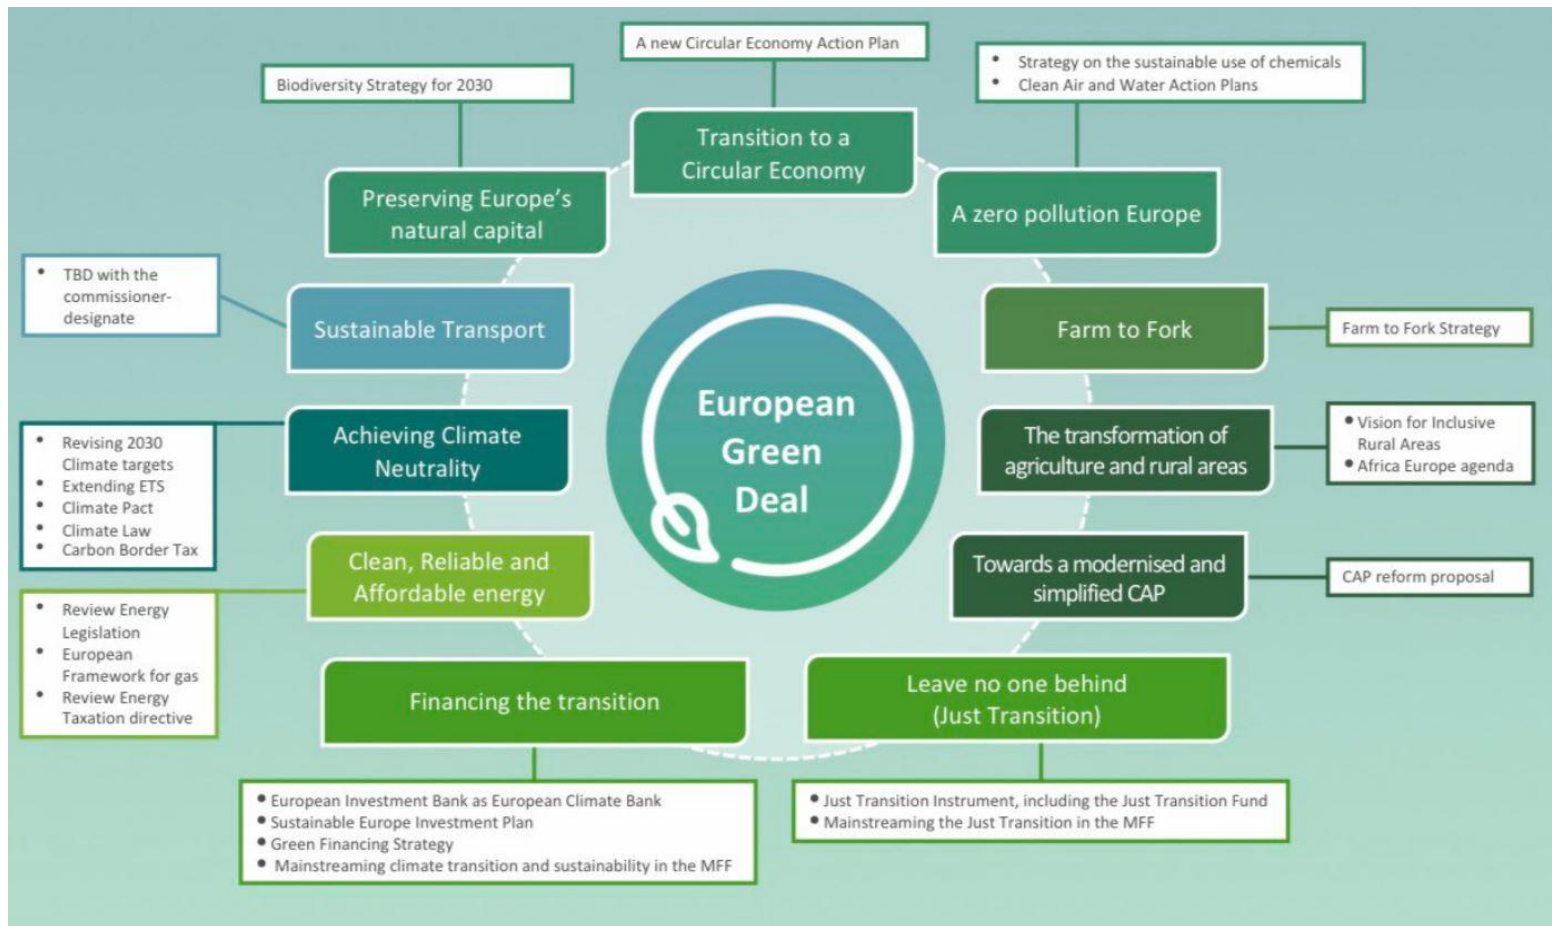 A new Circular Economy Action Plan
• Strategy on the sustainable use of chemicals
• Clean Air and Water Action Plans
Biodiversity Strategy for 2030
Transition to a
Circular Economy
Preserving Europe's
natural capital
A zero pollution Europe
• TBD with the
commissioner-
designate
Sustainable Transport
Farm to Fork
Farm to Fork Strategy
European
Green
Deal
Achieving Climate
Neutrality
• Revising 2030
Climate targets
• Extending ETS
• Climate Pact
• Climate Law
• Carbon Border Tax
The transformation of
agriculture and rural areas
• Vision for Inclusive
Rural Areas
• Africa Europe agenda
Clean, Reliable and
Affordable energy
• Review Energy
Legislation
• European
Framework for gas
• Review Energy
Taxation directive
Towards a modernised and
simplified CAP
CAP reform proposal
Financing the transition
• European Investment Bank as European Climate Bank
• Sustainable Europe Investment Plan
• Green Financing Strategy
• Mainstreaming climate transition and sustainability in the MFF
Leave no one behind
(Just Transition)
• Just Transition Instrument, including the Just Transition Fund
• Mainstreaming the Just Transition in the MFF